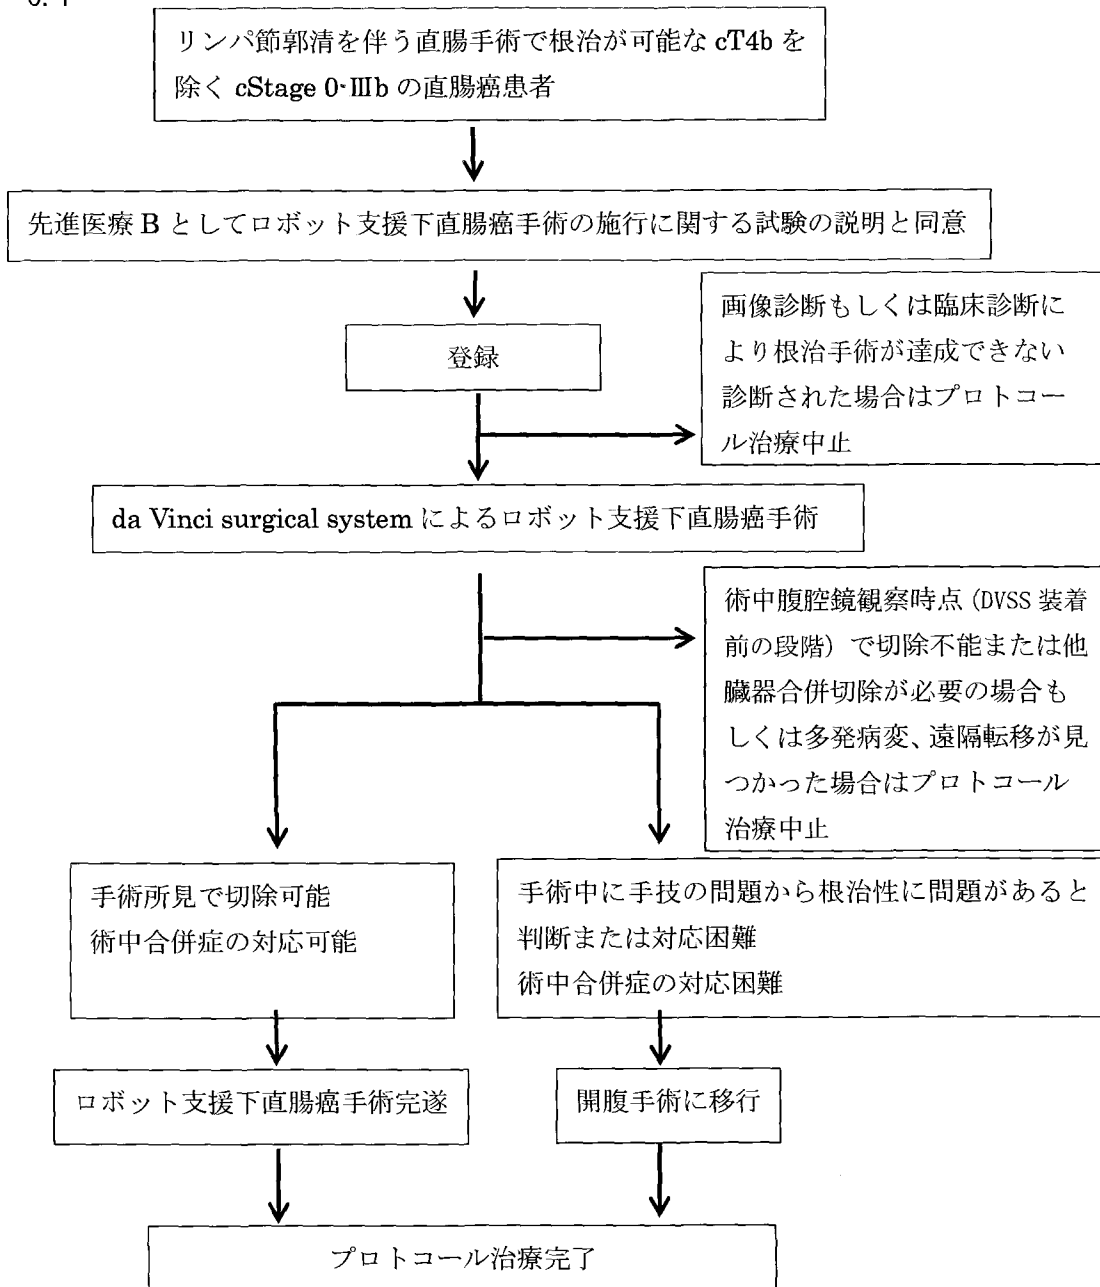 リンパ節郭清を伴う直腸手術で根治が可能な cT4b を
除く cStage 0-Ⅲb の直腸癌患者
先進医療 B としてロボット支援下直腸癌手術の施行に関する試験の説明と同意
登録
画像診断もしくは臨床診断に
より根治手術が達成できない
診断された場合はプロトコー
ル治療中止
da Vinci surgical system によるロボット支援下直腸癌手術
術中腹腔鏡観察時点 (DVSS 装着
前の段階) で切除不能または他
臓器合併切除が必要の場合も
しくは多発病変、遠隔転移が見
つかった場合はプロトコール
治療中止
手術所見で切除可能
術中合併症の対応可能
手術中に手技の問題から根治性に問題があると
判断または対応困難
術中合併症の対応困難
ロボット支援下直腸癌手術完遂
開腹手術に移行
プロトコール治療完了